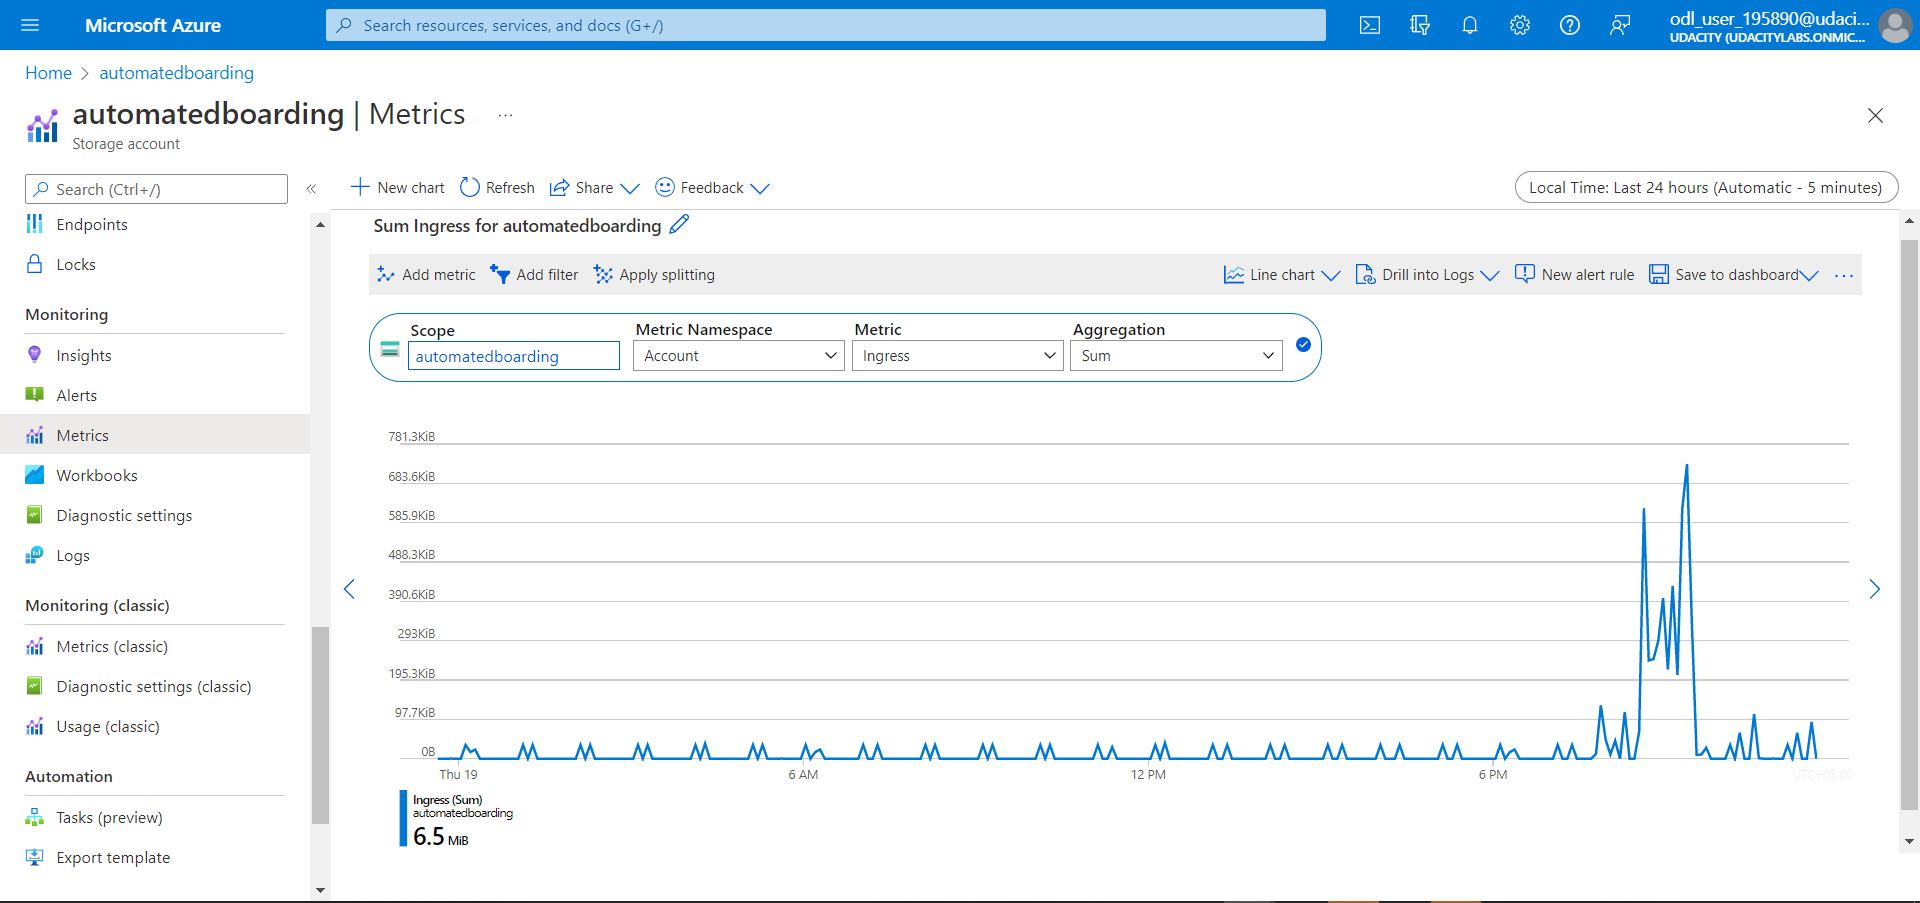 Microsoft Azure
Search resources, services, and docs (G+/)
odl_user_195890@udaci...
UDACITY (UDACITYLABS.ONMIC...
Home > automatedboarding
automatedboarding | Metrics ...
Storage account
Search (Ctrl+/) «
New chart Refresh Share Feedback
Local Time: Last 24 hours (Automatic - 5 minutes)
Endpoints
Locks
Monitoring
Insights
Alerts
Metrics
Workbooks
Diagnostic settings
Logs
Monitoring (classic)
Metrics (classic)
Diagnostic settings (classic)
Usage (classic)
Automation
Tasks (preview)
Export template
Sum Ingress for automatedboarding
Add metric Add filter Apply splitting
Line chart Drill into Logs New alert rule Save to dashboard ...
Scope Metric Namespace Metric Aggregation
automatedboarding Account Ingress Sum
781.3KiB
683.6KiB
585.9KiB
488.3KiB
390.6KiB
293KiB
195.3KiB
97.7KiB
0B
Thu 19 6 AM 12 PM 6 PM UTC+03:00
Ingress (Sum)
automatedboarding
6.5 MiB